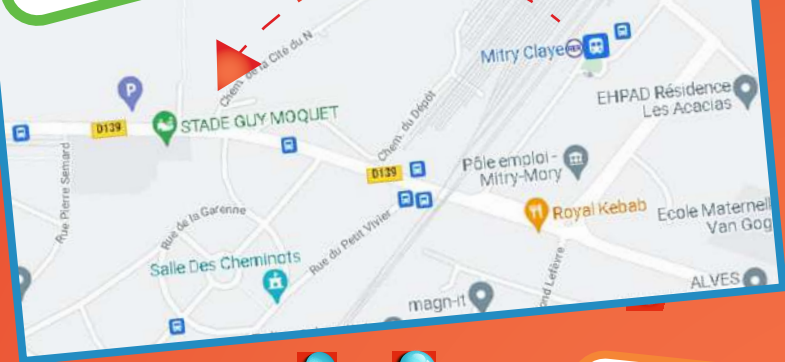 Mitry Claye
RER
Chem. de la Cité du N
EHPAD Résidence
Les Acacias
P
D139
STADE GUY MOQUET
Chem. du Dépôt
D139
Pôle emploi -
Mitry-Mory
Rue Pierre Semard
Rue de la Garenne
Rue du Petit Vivier
Royal Kebab
Ecole Maternell
Van Gog
Salle Des Cheminots
ond Lefèvre
ALVES
magn-it